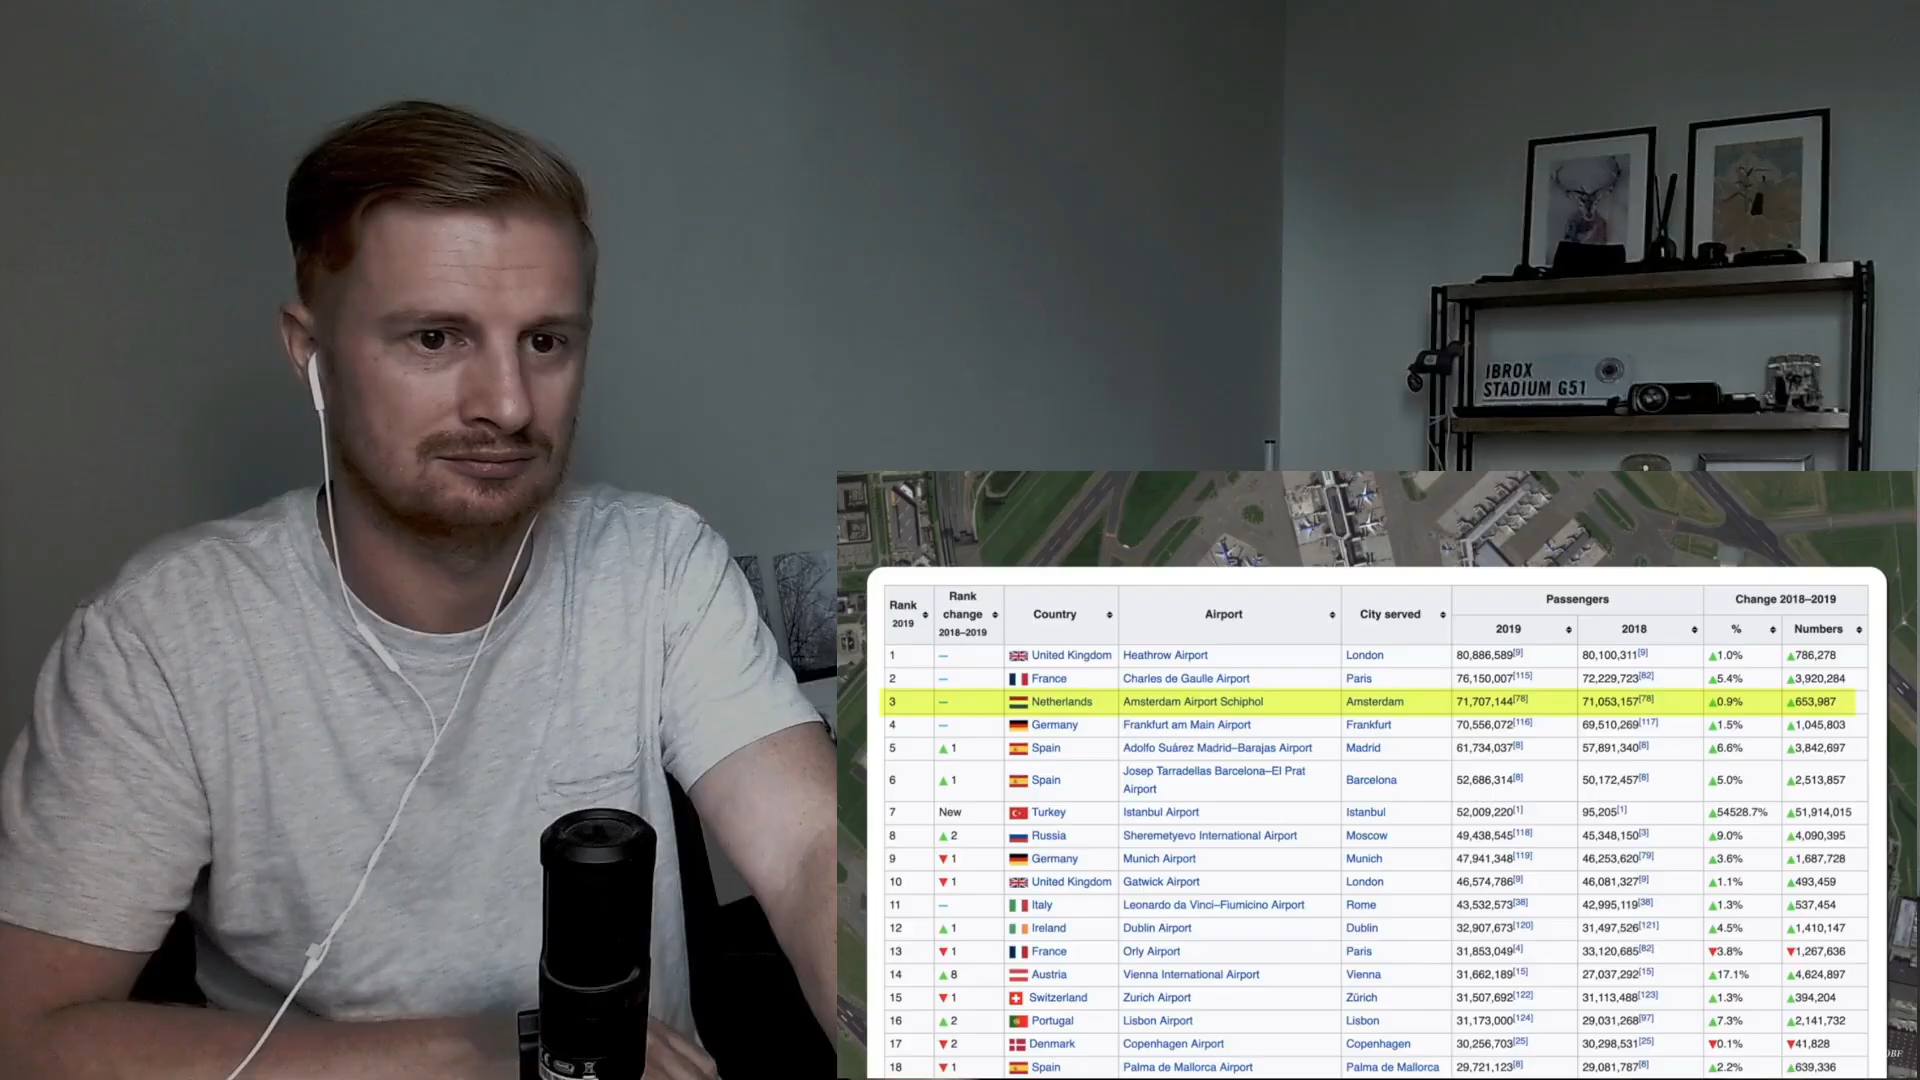 IBROX
STADIUM G51
Rank 2019 Rank change 2018–2019 Country Airport City served Passengers Change 2018–2019
2019 2018 % Numbers
1 – United Kingdom Heathrow Airport London 80,886,589[9] 80,100,311[9] ▲1.0% ▲786,278
2 – France Charles de Gaulle Airport Paris 76,150,007[115] 72,229,723[82] ▲5.4% ▲3,920,284
3 – Netherlands Amsterdam Airport Schiphol Amsterdam 71,707,144[78] 71,053,157[78] ▲0.9% ▲653,987
4 – Germany Frankfurt am Main Airport Frankfurt 70,556,072[116] 69,510,269[117] ▲1.5% ▲1,045,803
5 ▲1 Spain Adolfo Suárez Madrid–Barajas Airport Madrid 61,734,037[8] 57,891,340[8] ▲6.6% ▲3,842,697
6 ▲1 Spain Josep Tarradellas Barcelona–El Prat Airport Barcelona 52,686,314[8] 50,172,457[8] ▲5.0% ▲2,513,857
7 New Turkey Istanbul Airport Istanbul 52,009,220[1] 95,205[1] ▲54528.7% ▲51,914,015
8 ▲2 Russia Sheremetyevo International Airport Moscow 49,438,545[118] 45,348,150[3] ▲9.0% ▲4,090,395
9 ▼1 Germany Munich Airport Munich 47,941,348[119] 46,253,620[79] ▲3.6% ▲1,687,728
10 ▼1 United Kingdom Gatwick Airport London 46,574,786[9] 46,081,327[9] ▲1.1% ▲493,459
11 – Italy Leonardo da Vinci–Fiumicino Airport Rome 43,532,573[38] 42,995,119[38] ▲1.3% ▲537,454
12 ▲1 Ireland Dublin Airport Dublin 32,907,673[120] 31,497,526[121] ▲4.5% ▲1,410,147
13 ▼1 France Orly Airport Paris 31,853,049[4] 33,120,685[82] ▼3.8% ▼1,267,636
14 ▲8 Austria Vienna International Airport Vienna 31,662,189[15] 27,037,292[15] ▲17.1% ▲4,624,897
15 ▼1 Switzerland Zurich Airport Zürich 31,507,692[122] 31,113,488[123] ▲1.3% ▲394,204
16 ▲2 Portugal Lisbon Airport Lisbon 31,173,000[124] 29,031,268[97] ▲7.3% ▲2,141,732
17 ▼2 Denmark Copenhagen Airport Copenhagen 30,256,703[25] 30,298,531[25] ▼0.1% ▼41,828
18 ▼1 Spain Palma de Mallorca Airport Palma de Mallorca 29,721,123[8] 29,081,787[8] ▲2.2% ▲639,336